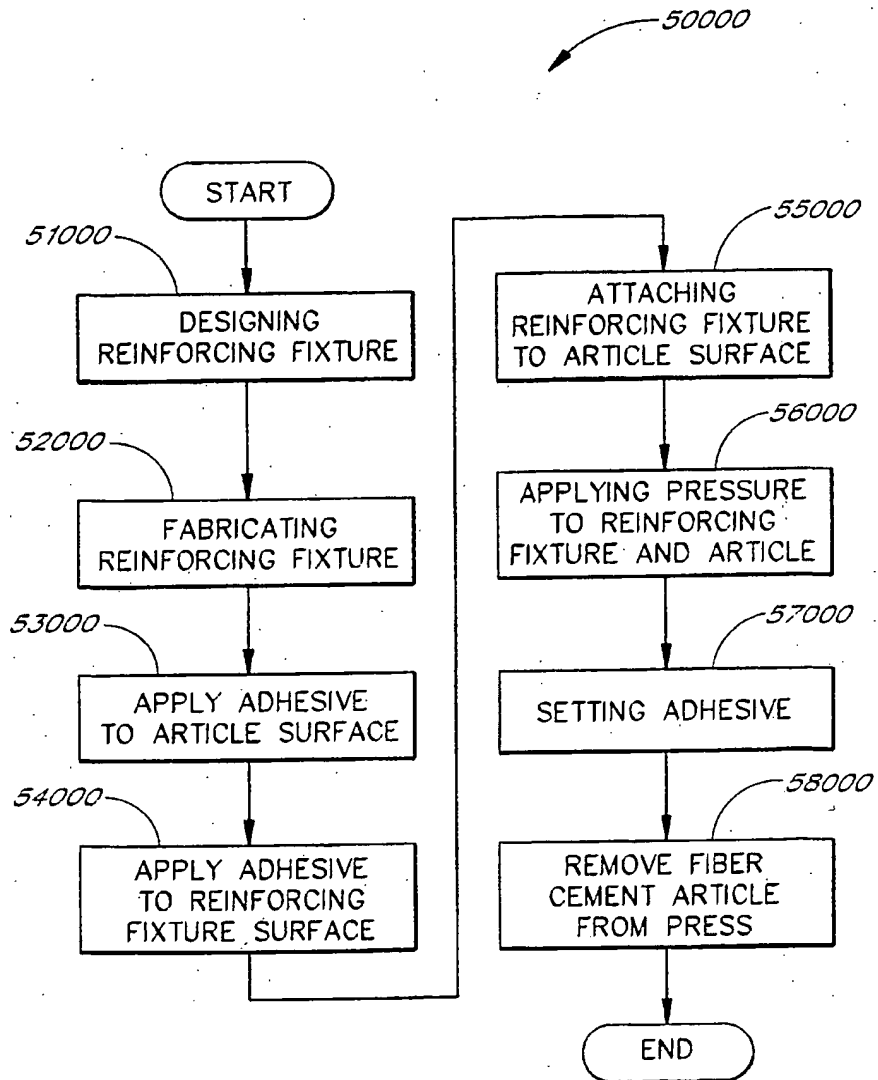 50000
START
51000
DESIGNING
REINFORCING FIXTURE
52000
FABRICATING
REINFORCING FIXTURE
53000
APPLY ADHESIVE
TO ARTICLE SURFACE
54000
APPLY ADHESIVE
TO REINFORCING
FIXTURE SURFACE
55000
ATTACHING
REINFORCING FIXTURE
TO ARTICLE SURFACE
56000
APPLYING PRESSURE
TO REINFORCING
FIXTURE AND ARTICLE
57000
SETTING ADHESIVE
58000
REMOVE FIBER
CEMENT ARTICLE
FROM PRESS
END